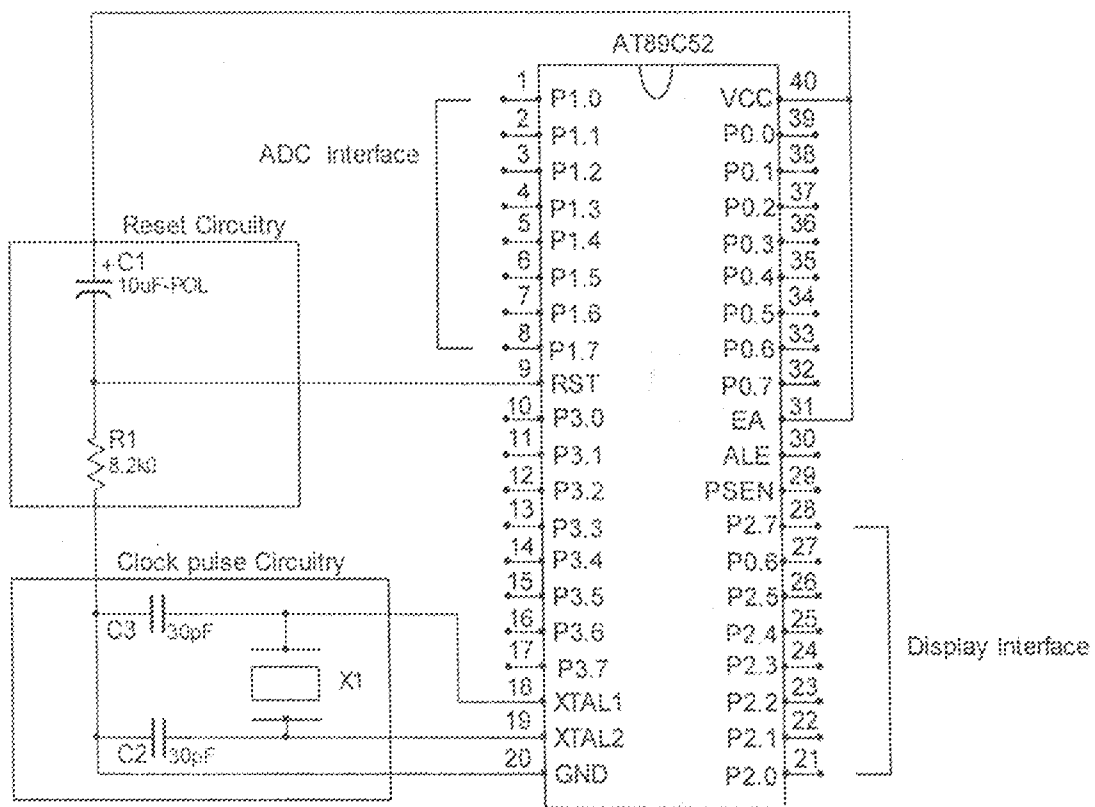 AT89C52
1 P1.0 VCC 40
2 P1.1 P0.0 39
ADC Interface
3 P1.2 P0.1 38
4 P1.3 P0.2 37
Reset Circuitry
5 P1.4 P0.3 36
+C1
10uF-POL
6 P1.5 P0.4 35
7 P1.6 P0.5 34
8 P1.7 P0.6 33
9 RST P0.7 32
10 P3.0 EA 31
R1
8.2k0
11 P3.1 ALE 30
12 P3.2 PSEN 29
13 P3.3 P2.7 28
Clock pulse Circuitry
14 P3.4 P0.6 27
15 P3.5 P2.5 26
C3 30pF
16 P3.6 P2.4 25
Display Interface
17 P3.7 P2.3 24
X1
18 XTAL1 P2.2 23
19 XTAL2 P2.1 22
C2 30pF
20 GND P2.0 21